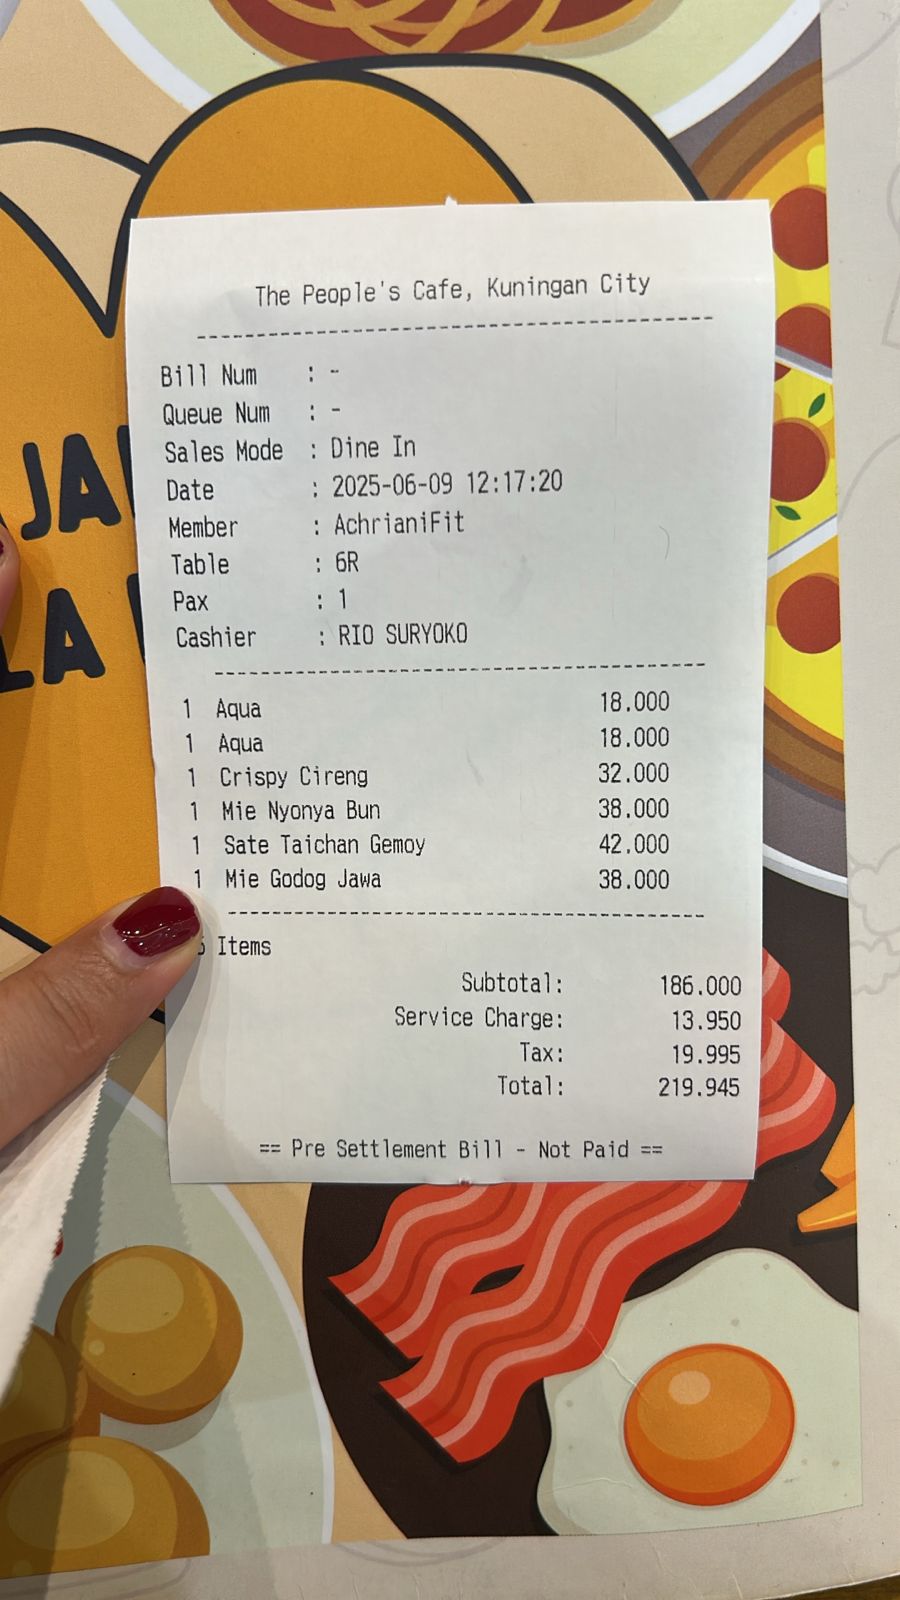 The People's Cafe, Kuningan City
Bill Num : -
Queue Num : -
Sales Mode : Dine In
Date : 2025-06-09 12:17:20
Member : AchrianiFit
Table : 6R
Pax : 1
Cashier : RIO SURYOKO
1 Aqua 18.000
1 Aqua 18.000
1 Crispy Cireng 32.000
1 Mie Nyonya Bun 38.000
1 Sate Taichan Gemoy 42.000
1 Mie Godog Jawa 38.000
Items
Subtotal: 186.000
Service Charge: 13.950
Tax: 19.995
Total: 219.945
== Pre Settlement Bill - Not Paid ==
JA
LA